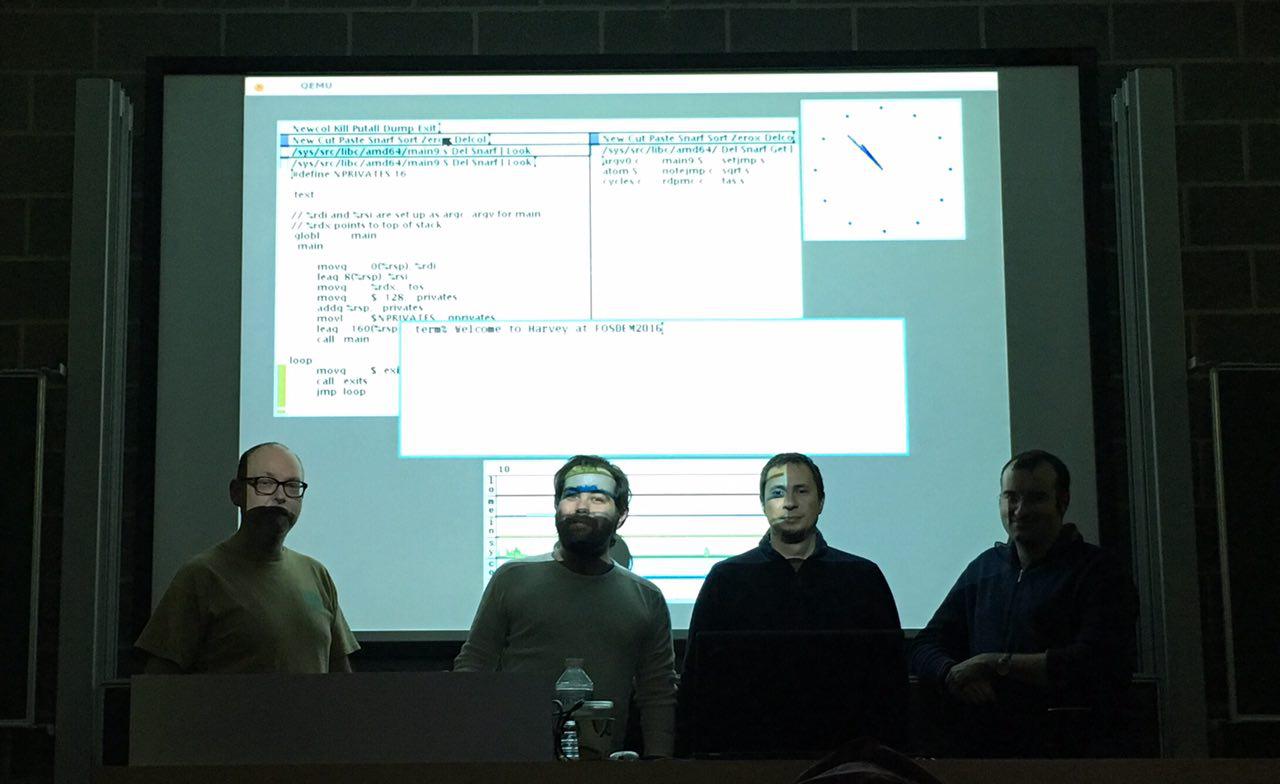 QEMU
Newcol Kill Putall Dump Exit
New Cut Paste Snarf Sort Zerox Delcol
/sys/src/libc/amd64/main9.s Del Snarf | Look
/sys/src/libc/amd64/main9.s Del Snarf | Look
#define NPRIVATES 16
.text
// %rdi and %rsi are set up as argc, argv for main
// %rdx points to top of stack
.globl _main
_main:
movq 0(%rsp), %rdi
leaq 8(%rsp), %rsi
movq %rdx, _tos
movq $-128, _privates
addq %rsp, _privates
movl $NPRIVATES, _nprivates
leaq -160(%rsp)
call main
loop:
movq $_exi
call exits
jmp loop
New Cut Paste Snarf Sort Zerox Delco
/sys/src/libc/amd64/ Del Snarf Get |
argv0.c main9.s setjmp.s
atom.S notejmp.c sqrt.s
cycles.c rdpmc.c tas.s
term% Welcome to Harvey at FOSDEM2016
10